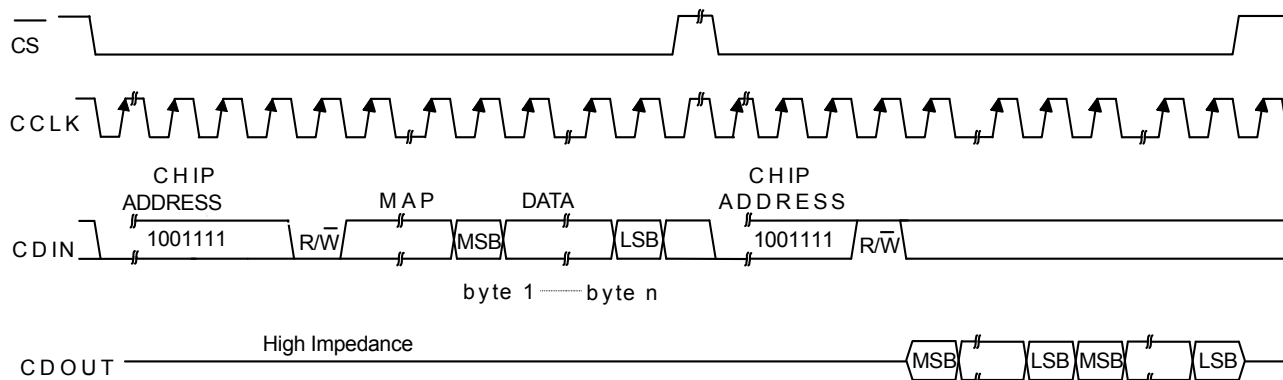 CS
CCLK
CHIP
ADDRESS
MAP
DATA
CHIP
ADDRESS
CDIN
1001111
R/W
MSB
LSB
1001111
R/W
byte 1 byte n
High Impedance
CDOUT
MSB
LSB
MSB
LSB